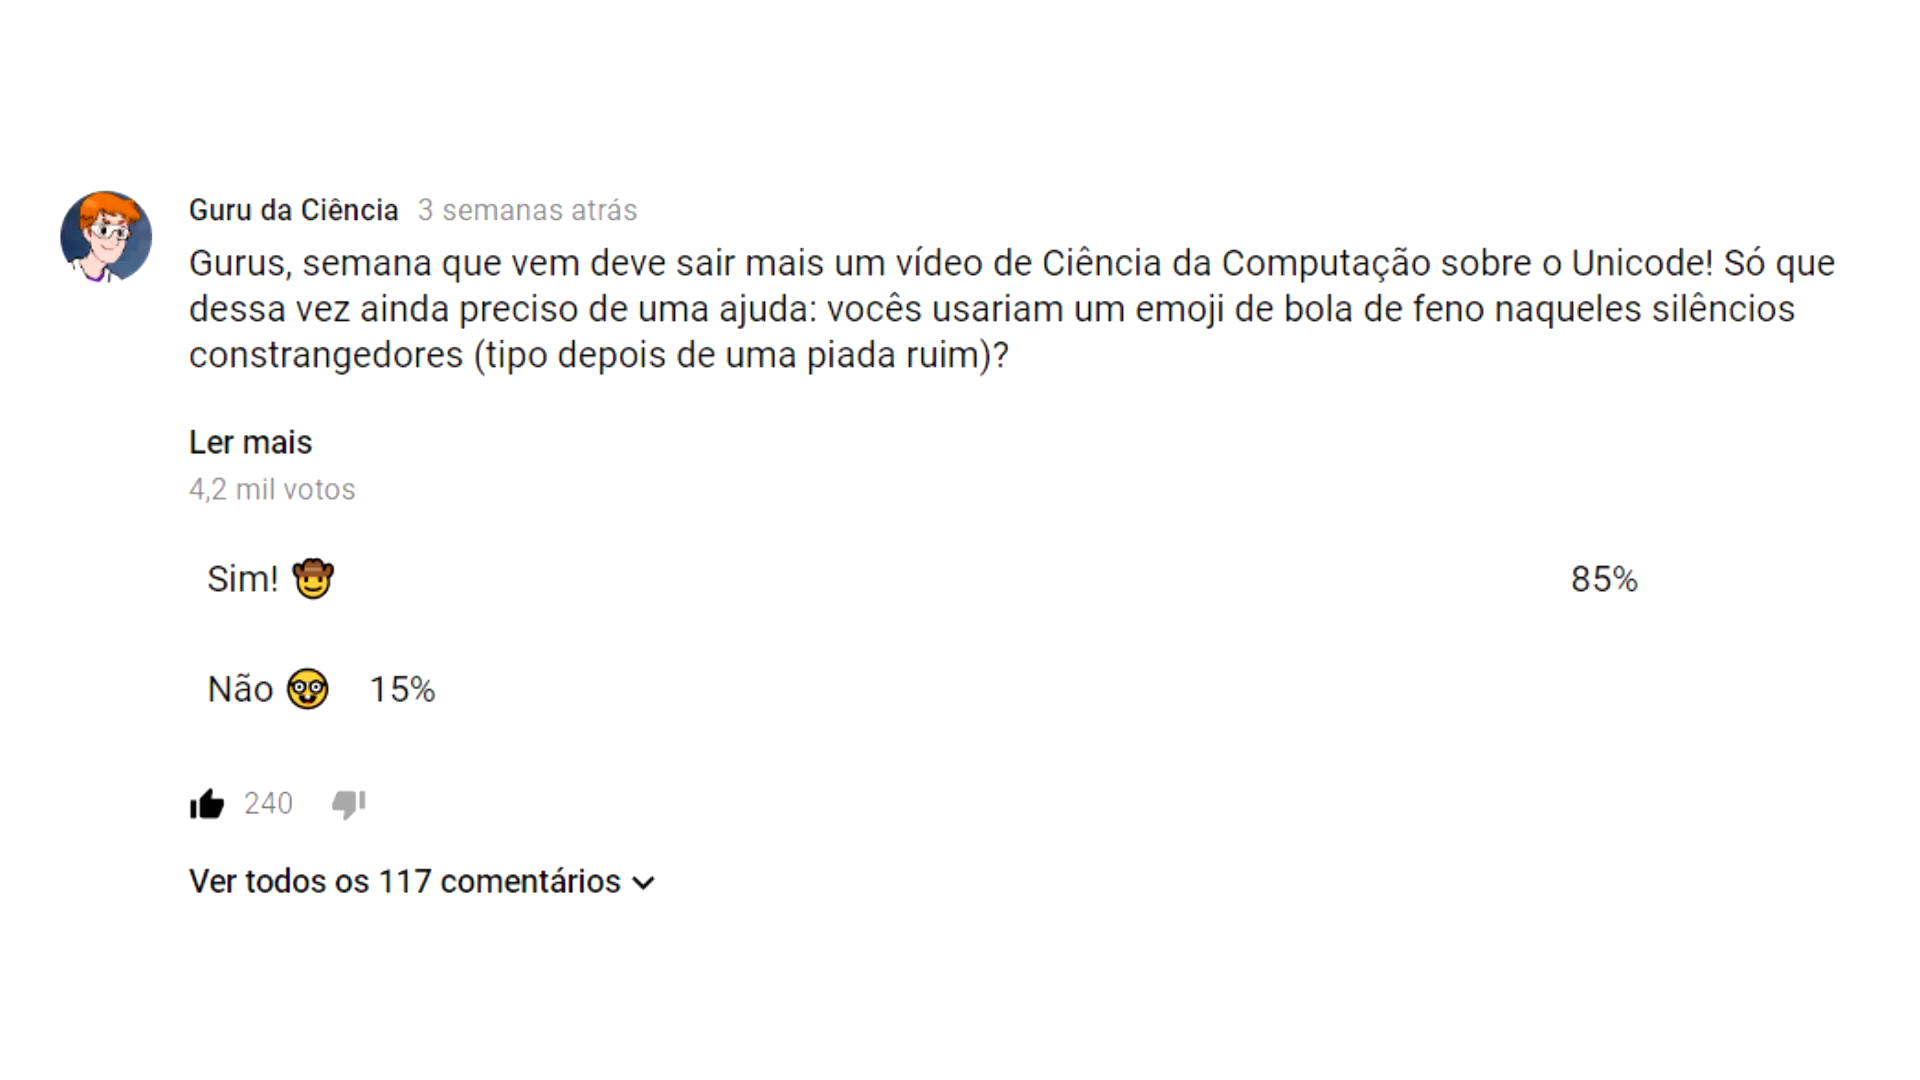 Guru da Ciência 3 semanas atrás
Gurus, semana que vem deve sair mais um vídeo de Ciência da Computação sobre o Unicode! Só que
dessa vez ainda preciso de uma ajuda: vocês usariam um emoji de bola de feno naqueles silêncios
constrangedores (tipo depois de uma piada ruim)?
Ler mais
4,2 mil votos
Sim! 🤠 85%
Não 🥸 15%
240
Ver todos os 117 comentários